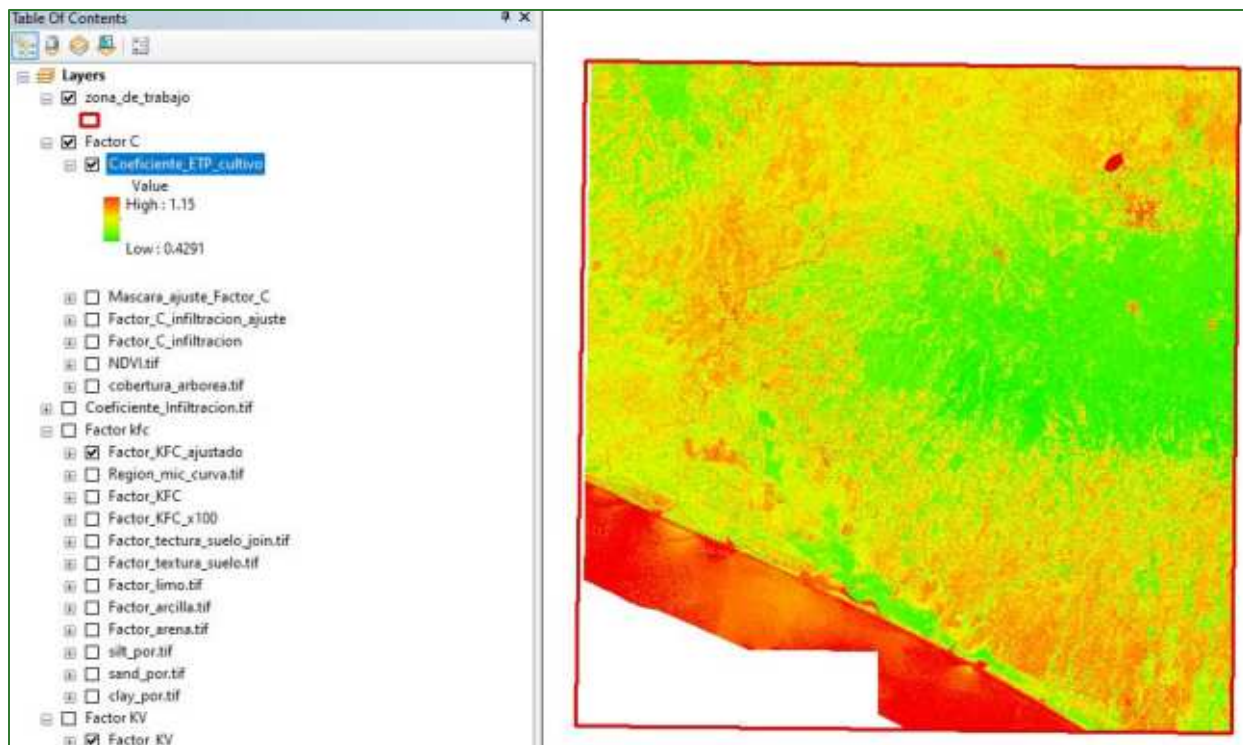 Table Of Contents
Layers
zona_de_trabajo
Factor C
Coeficiente_ETP_cultivo
Value
High : 1.15
Low : 0.4291
Mascara_ajuste_Factor_C
Factor_C_infiltracion_ajuste
Factor_C_infiltracion
NDVI.tif
cobertura_arborea.tif
Coeficiente_Infiltracion.tif
Factor kfc
Factor_KFC_ajustado
Region_mic_curva.tif
Factor_KFC
Factor_KFC_x100
Factor_tectura_suelo_join.tif
Factor_textura_suelo.tif
Factor_limo.tif
Factor_arcilla.tif
Factor_arena.tif
silt_por.tif
sand_por.tif
clay_por.tif
Factor KV
Factor_KV